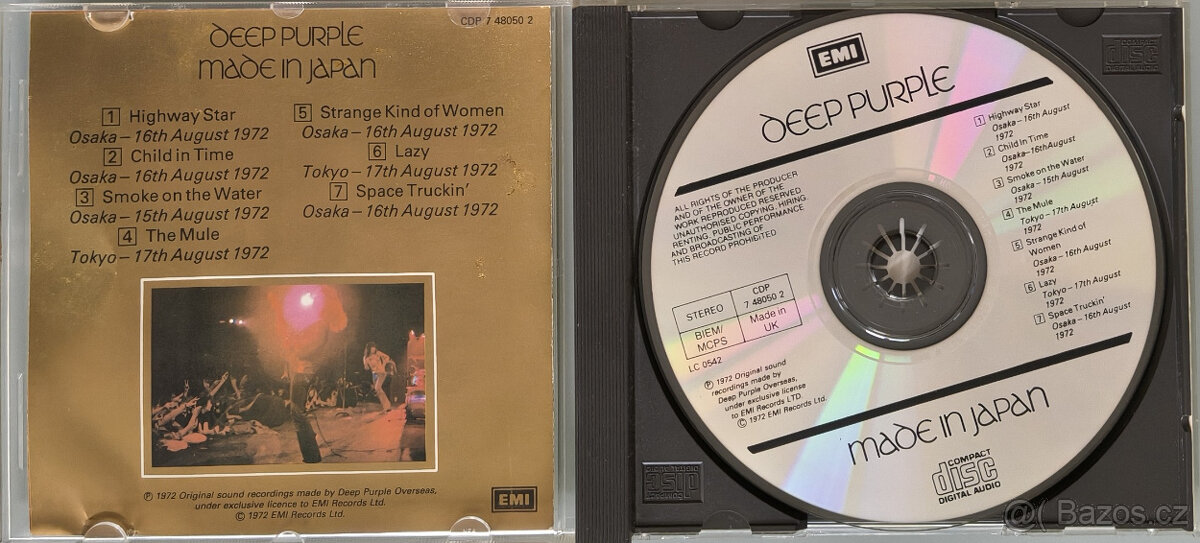 CDP 7 48050 2
DEEP PURPLE
MADE IN JAPAN
1 Highway Star
Osaka – 16th August 1972
2 Child in Time
Osaka – 16th August 1972
3 Smoke on the Water
Osaka – 15th August 1972
4 The Mule
Tokyo – 17th August 1972
5 Strange Kind of Women
Osaka – 16th August 1972
6 Lazy
Tokyo – 17th August 1972
7 Space Truckin'
Osaka – 16th August 1972
℗ 1972 Original sound recordings made by Deep Purple Overseas,
under exclusive licence to EMI Records Ltd.
© 1972 EMI Records Ltd.
EMI
EMI
DEEP PURPLE
ALL RIGHTS OF THE PRODUCER
AND OF THE OWNER OF THE
WORK REPRODUCED RESERVED
UNAUTHORISED COPYING, HIRING,
RENTING, PUBLIC PERFORMANCE
AND BROADCASTING OF
THIS RECORD PROHIBITED
STEREO
CDP
7 48050 2
BIEM/
MCPS
Made in
UK
LC 0542
℗ 1972 Original sound
recordings made by
Deep Purple Overseas,
under exclusive license
to EMI Records LTD.
© 1972 EMI Records Ltd.
1 Highway Star
Osaka – 16th August
1972
2 Child in Time
Osaka – 16th August
1972
3 Smoke on the Water
Osaka – 15th August
1972
4 The Mule
Tokyo – 17th August
1972
5 Strange Kind of
Women
Osaka – 16th August
1972
6 Lazy
Tokyo – 17th August
1972
7 Space Truckin'
Osaka – 16th August
1972
MADE IN JAPAN
COMPACT
disc
DIGITAL AUDIO
COMPACT
disc
DIGITAL AUDIO
COMPACT
disc
DIGITAL AUDIO
@( Bazos.cz